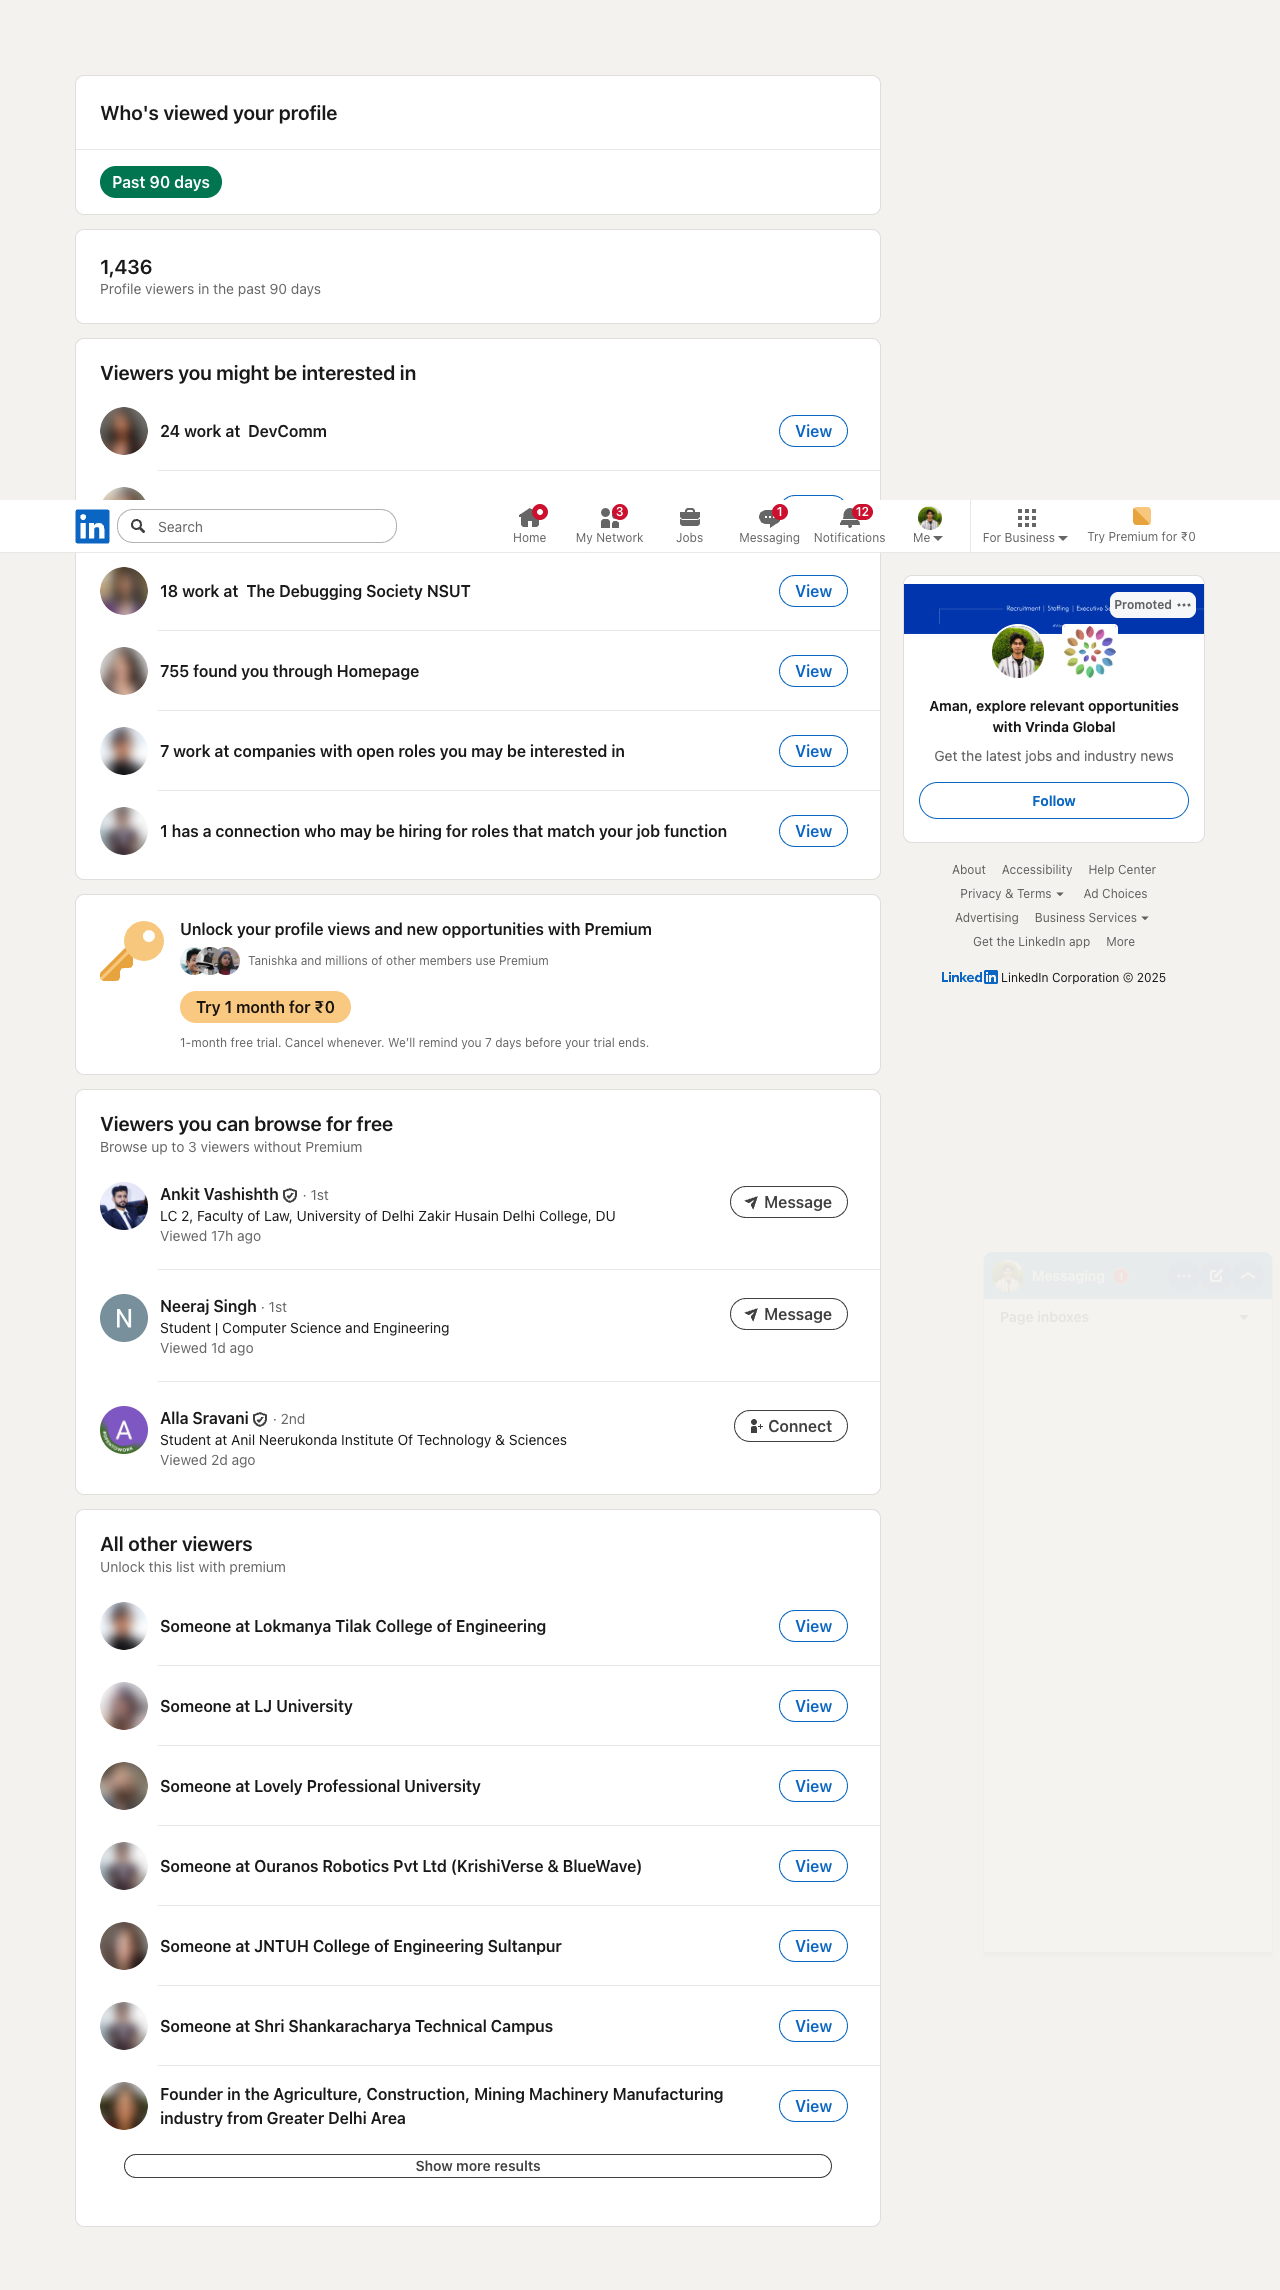 Who's viewed your profile
Past 90 days
1,436
Profile viewers in the past 90 days
Viewers you might be interested in
24 work at DevComm
View
in
Search
Home
3
My Network
Jobs
1
Messaging
12
Notifications
Me
For Business
Try Premium for ₹0
18 work at The Debugging Society NSUT
View
755 found you through Homepage
View
7 work at companies with open roles you may be interested in
View
1 has a connection who may be hiring for roles that match your job function
View
Recruitment | Staffing | Executive
Promoted
Aman, explore relevant opportunities
with Vrinda Global
Get the latest jobs and industry news
Follow
About Accessibility Help Center
Privacy & Terms Ad Choices
Advertising Business Services
Get the LinkedIn app More
Linked in LinkedIn Corporation © 2025
Unlock your profile views and new opportunities with Premium
Tanishka and millions of other members use Premium
Try 1 month for ₹0
1-month free trial. Cancel whenever. We'll remind you 7 days before your trial ends.
Viewers you can browse for free
Browse up to 3 viewers without Premium
Ankit Vashishth · 1st
LC 2, Faculty of Law, University of Delhi Zakir Husain Delhi College, DU
Viewed 17h ago
Message
N
Neeraj Singh · 1st
Student | Computer Science and Engineering
Viewed 1d ago
Message
A
Alla Sravani · 2nd
Student at Anil Neerukonda Institute Of Technology & Sciences
Viewed 2d ago
Connect
Messaging
Page inboxes
All other viewers
Unlock this list with premium
Someone at Lokmanya Tilak College of Engineering
View
Someone at LJ University
View
Someone at Lovely Professional University
View
Someone at Ouranos Robotics Pvt Ltd (KrishiVerse & BlueWave)
View
Someone at JNTUH College of Engineering Sultanpur
View
Someone at Shri Shankaracharya Technical Campus
View
Founder in the Agriculture, Construction, Mining Machinery Manufacturing
industry from Greater Delhi Area
View
Show more results